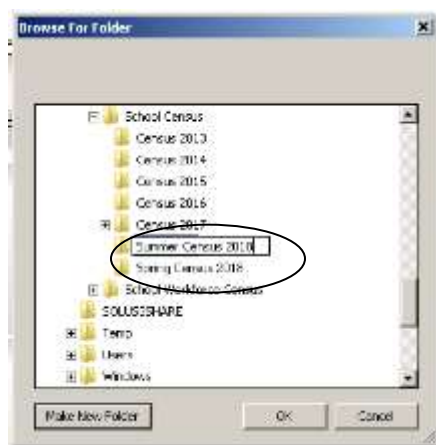 Browse For Folder
School Census
Census 2013
Census 2014
Census 2015
Census 2016
Census 2017
Summer Census 2018
Spring Census 2018
School Workforce Census
SOLUS3SHARE
Temp
Users
Windows
Make New Folder
OK
Cancel